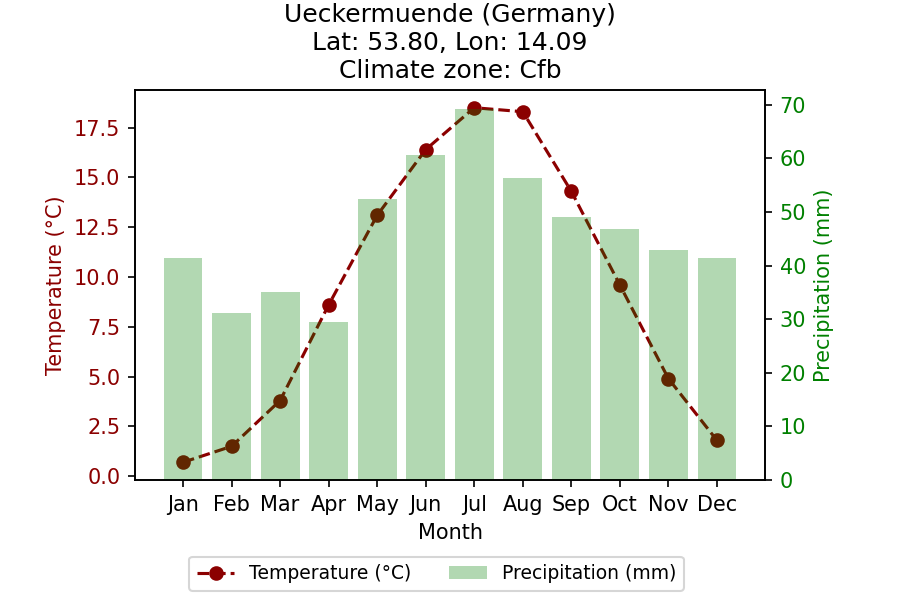 Ueckermuende (Germany)
Lat: 53.80, Lon: 14.09
Climate zone: Cfb
Temperature (°C)
17.5
15.0
12.5
10.0
7.5
5.0
2.5
0.0
70
60
50
40
30
20
10
0
Precipitation (mm)
Jan Feb Mar Apr May Jun Jul Aug Sep Oct Nov Dec
Month
Temperature (°C) Precipitation (mm)